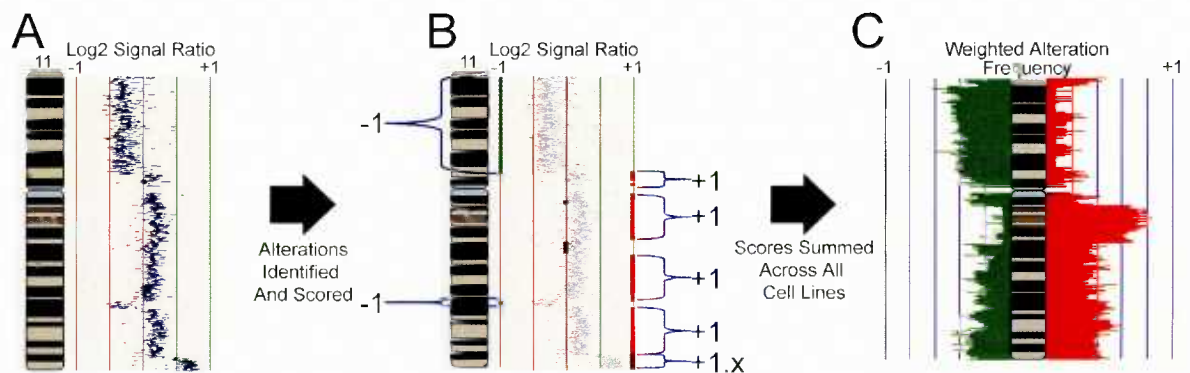 A
Log2 Signal Ratio
11
-1
+1
Alterations
Identified
And Scored
B
Log2 Signal Ratio
11
-1
+1
-1
-1
+1
+1
+1
+1
+1.x
Scores Summed
Across All
Cell Lines
C
Weighted Alteration
Frequency
-1
+1